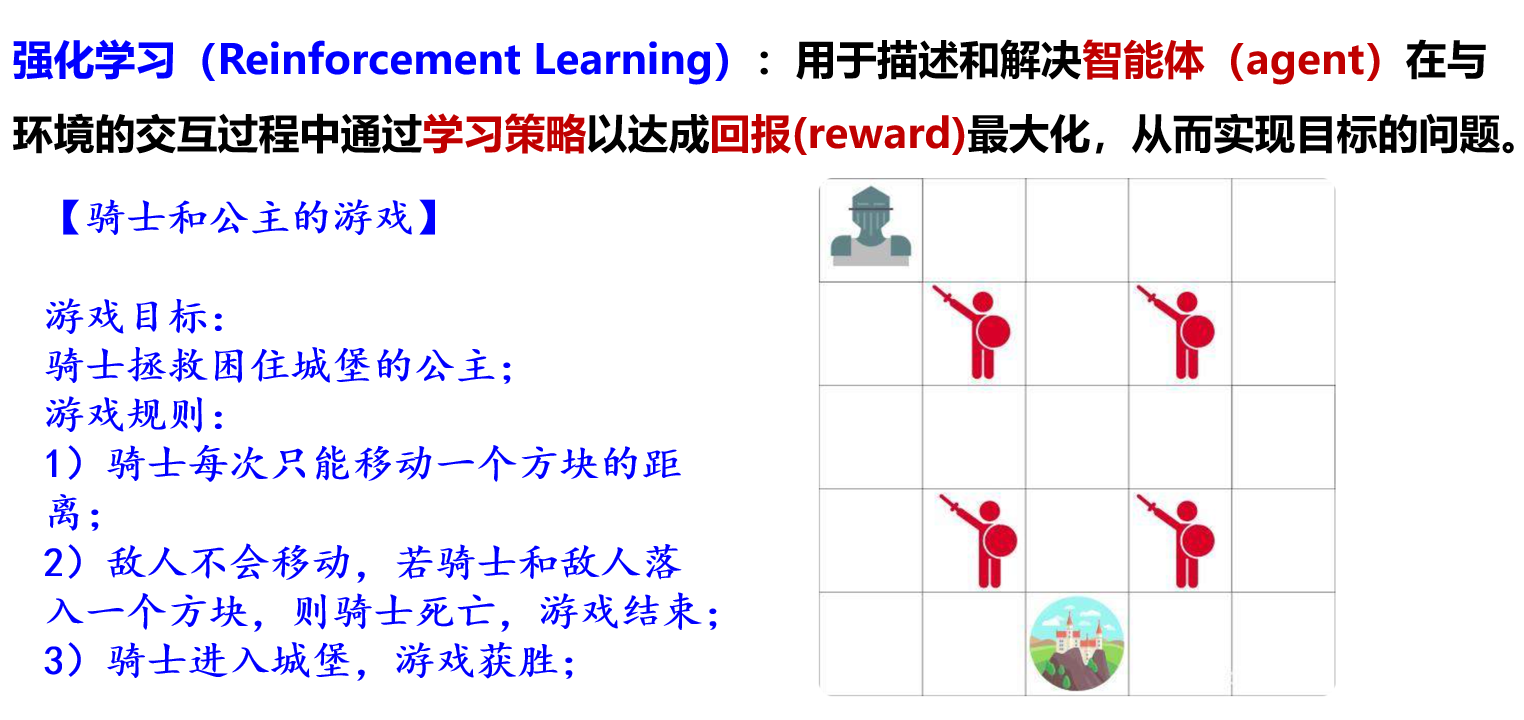 强化学习（Reinforcement Learning）：用于描述和解决智能体（agent）在与
环境的交互过程中通过学习策略以达成回报(reward)最大化，从而实现目标的问题。
【骑士和公主的游戏】
游戏目标：
骑士拯救困住城堡的公主；
游戏规则：
1）骑士每次只能移动一个方块的距
离；
2）敌人不会移动，若骑士和敌人落
入一个方块，则骑士死亡，游戏结束；
3）骑士进入城堡，游戏获胜；